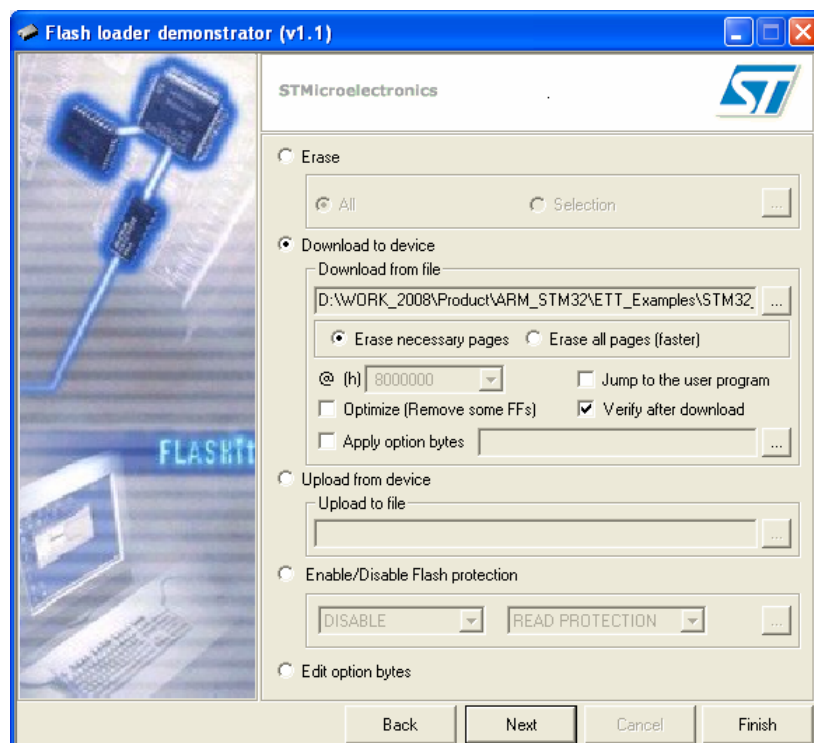 Flash loader demonstrator (v1.1)
STMicroelectronics
ST
Erase
All Selection ...
Download to device
Download from file
D:\WORK_2008\Product\ARM_STM32\ETT_Examples\STM32_ ...
Erase necessary pages Erase all pages (faster)
@ (h) 8000000 Jump to the user program
Optimize (Remove some FFs) Verify after download
Apply option bytes ...
FLASHit
Upload from device
Upload to file
...
Enable/Disable Flash protection
DISABLE READ PROTECTION ...
Edit option bytes
Back Next Cancel Finish